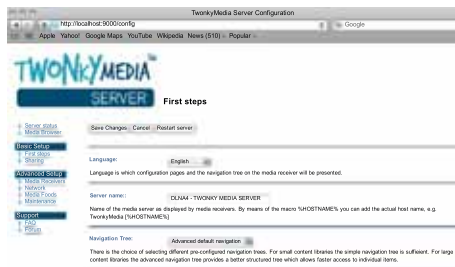 TwonkyMedia Server Configuration
http://localhost:9000/config
Google
Apple Yahoo! Google Maps YouTube Wikipedia News (510) Popular
TWONKYMEDIA
SERVER
First steps
Server status
Media Browser
Save Changes Cancel Restart server
Basic Setup
First steps
Sharing
Language: English
Language is which configuration pages and the navigation tree on the media receiver will be presented.
Advanced Setup
Media Receivers
Network
Media Feeds
Maintenance
Server name: DLNA4 - TWONKY MEDIA SERVER
Name of the media server as displayed by media receivers. By means of the macro %HOSTNAME% you can add the actual host name, e.g.
TwonkyMedia [%HOSTNAME%]
Support
FAQ
Forum
Navigation Tree: Advanced default navigation
There is the choice of selecting different pre-configured navigation trees. For small content libraries the simple navigation tree is suffieient. For large
content libraries the advanced navigation tree provides a better structured tree which allows faster access to individual items.